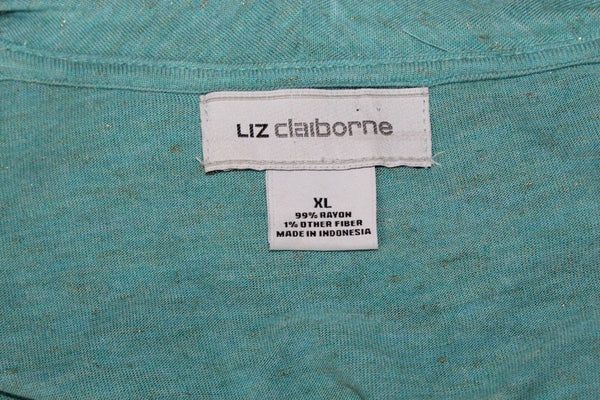 LIZ claiborne
XL
99% RAYON
1% OTHER FIBER
MADE IN INDONESIA